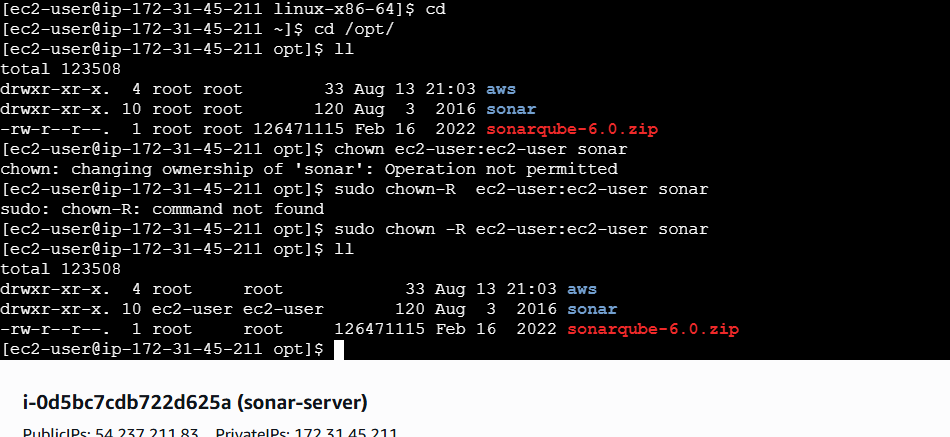 [ec2-user@ip-172-31-45-211 linux-x86-64]$ cd
[ec2-user@ip-172-31-45-211 ~]$ cd /opt/
[ec2-user@ip-172-31-45-211 opt]$ ll
total 123508
drwxr-xr-x.  4 root root        33 Aug 13 21:03 aws
drwxr-xr-x. 10 root root       120 Aug  3  2016 sonar
-rw-r--r--.  1 root root 126471115 Feb 16  2022 sonarqube-6.0.zip
[ec2-user@ip-172-31-45-211 opt]$ chown ec2-user:ec2-user sonar
chown: changing ownership of 'sonar': Operation not permitted
[ec2-user@ip-172-31-45-211 opt]$ sudo chown-R  ec2-user:ec2-user sonar
sudo: chown-R: command not found
[ec2-user@ip-172-31-45-211 opt]$ sudo chown -R ec2-user:ec2-user sonar
[ec2-user@ip-172-31-45-211 opt]$ ll
total 123508
drwxr-xr-x.  4 root     root            33 Aug 13 21:03 aws
drwxr-xr-x. 10 ec2-user ec2-user       120 Aug  3  2016 sonar
-rw-r--r--.  1 root     root     126471115 Feb 16  2022 sonarqube-6.0.zip
[ec2-user@ip-172-31-45-211 opt]$
i-0d5bc7cdb722d625a (sonar-server)
PublicIPs: 54.237.211.83   PrivateIPs: 172.31.45.211